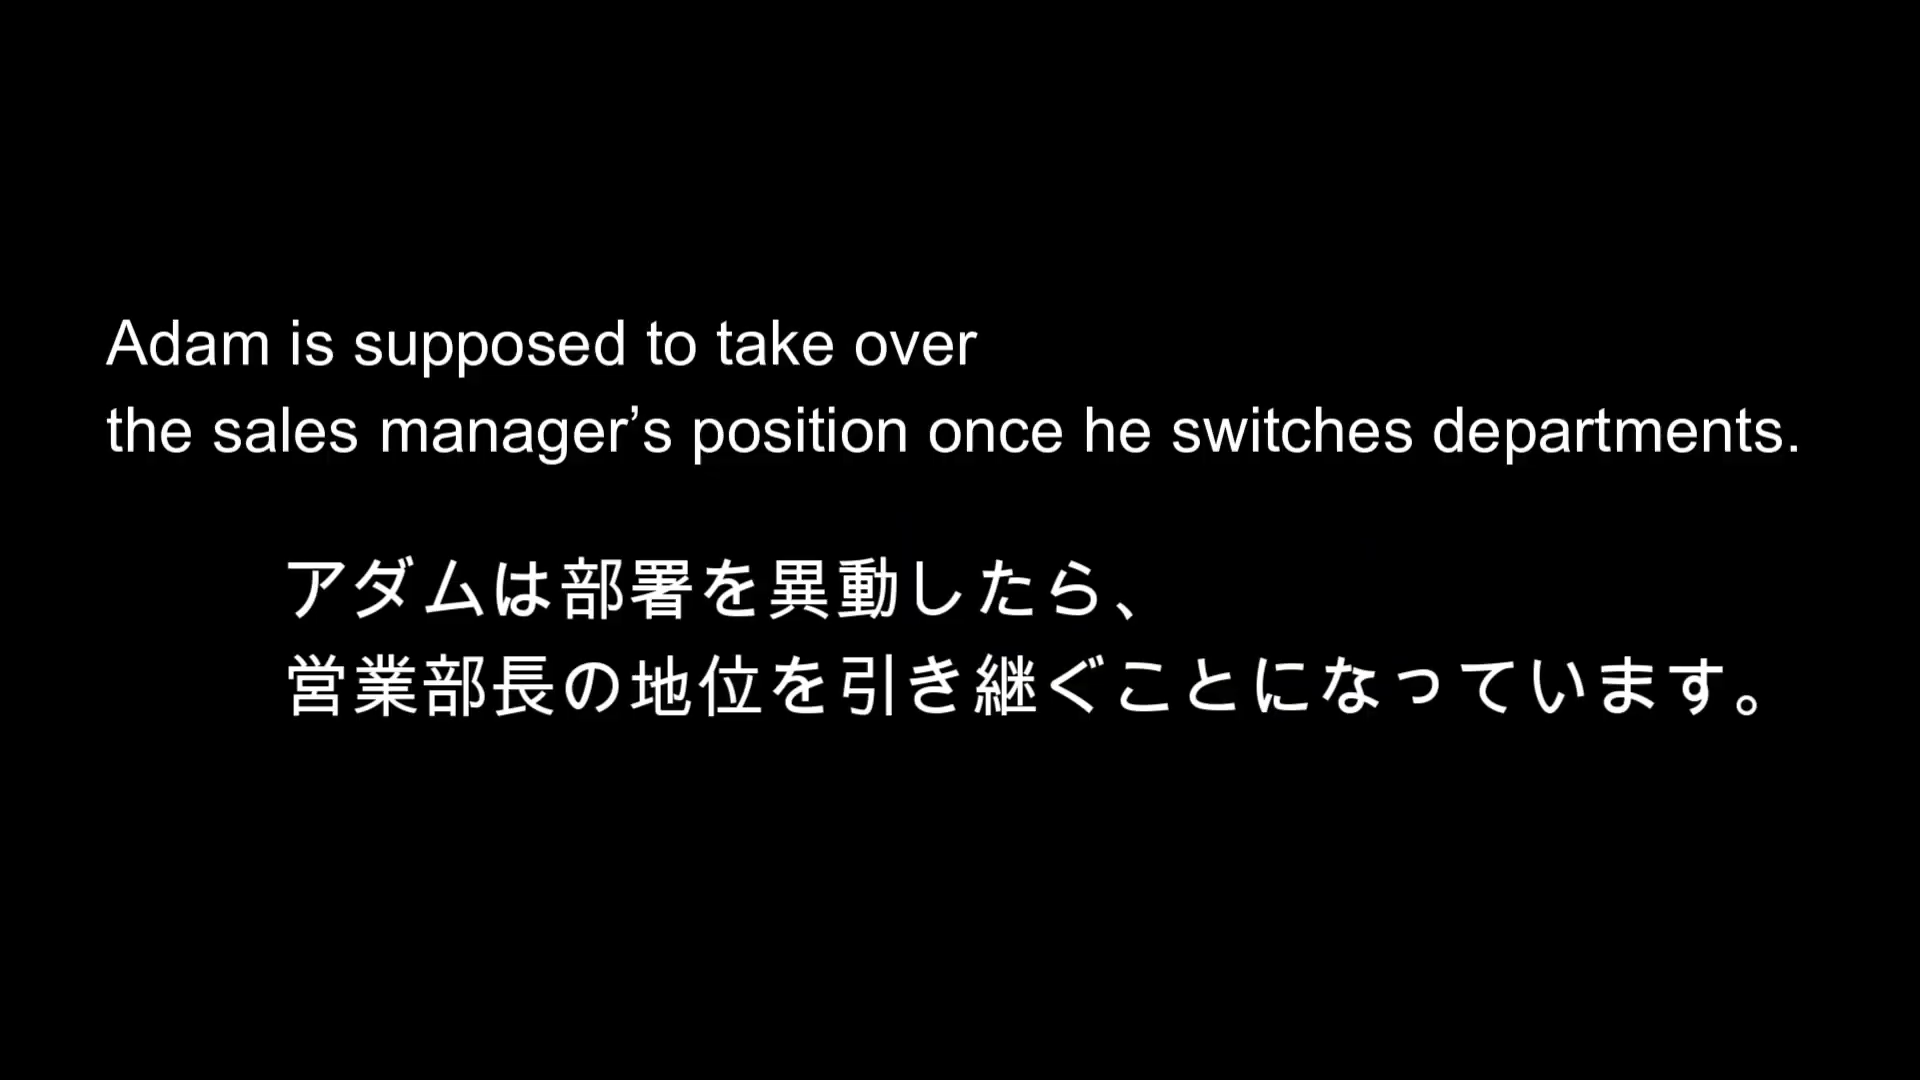 Adam is supposed to take over
the sales manager’s position once he switches departments.
アダムは部署を異動したら、
営業部長の地位を引き継ぐことになっています。